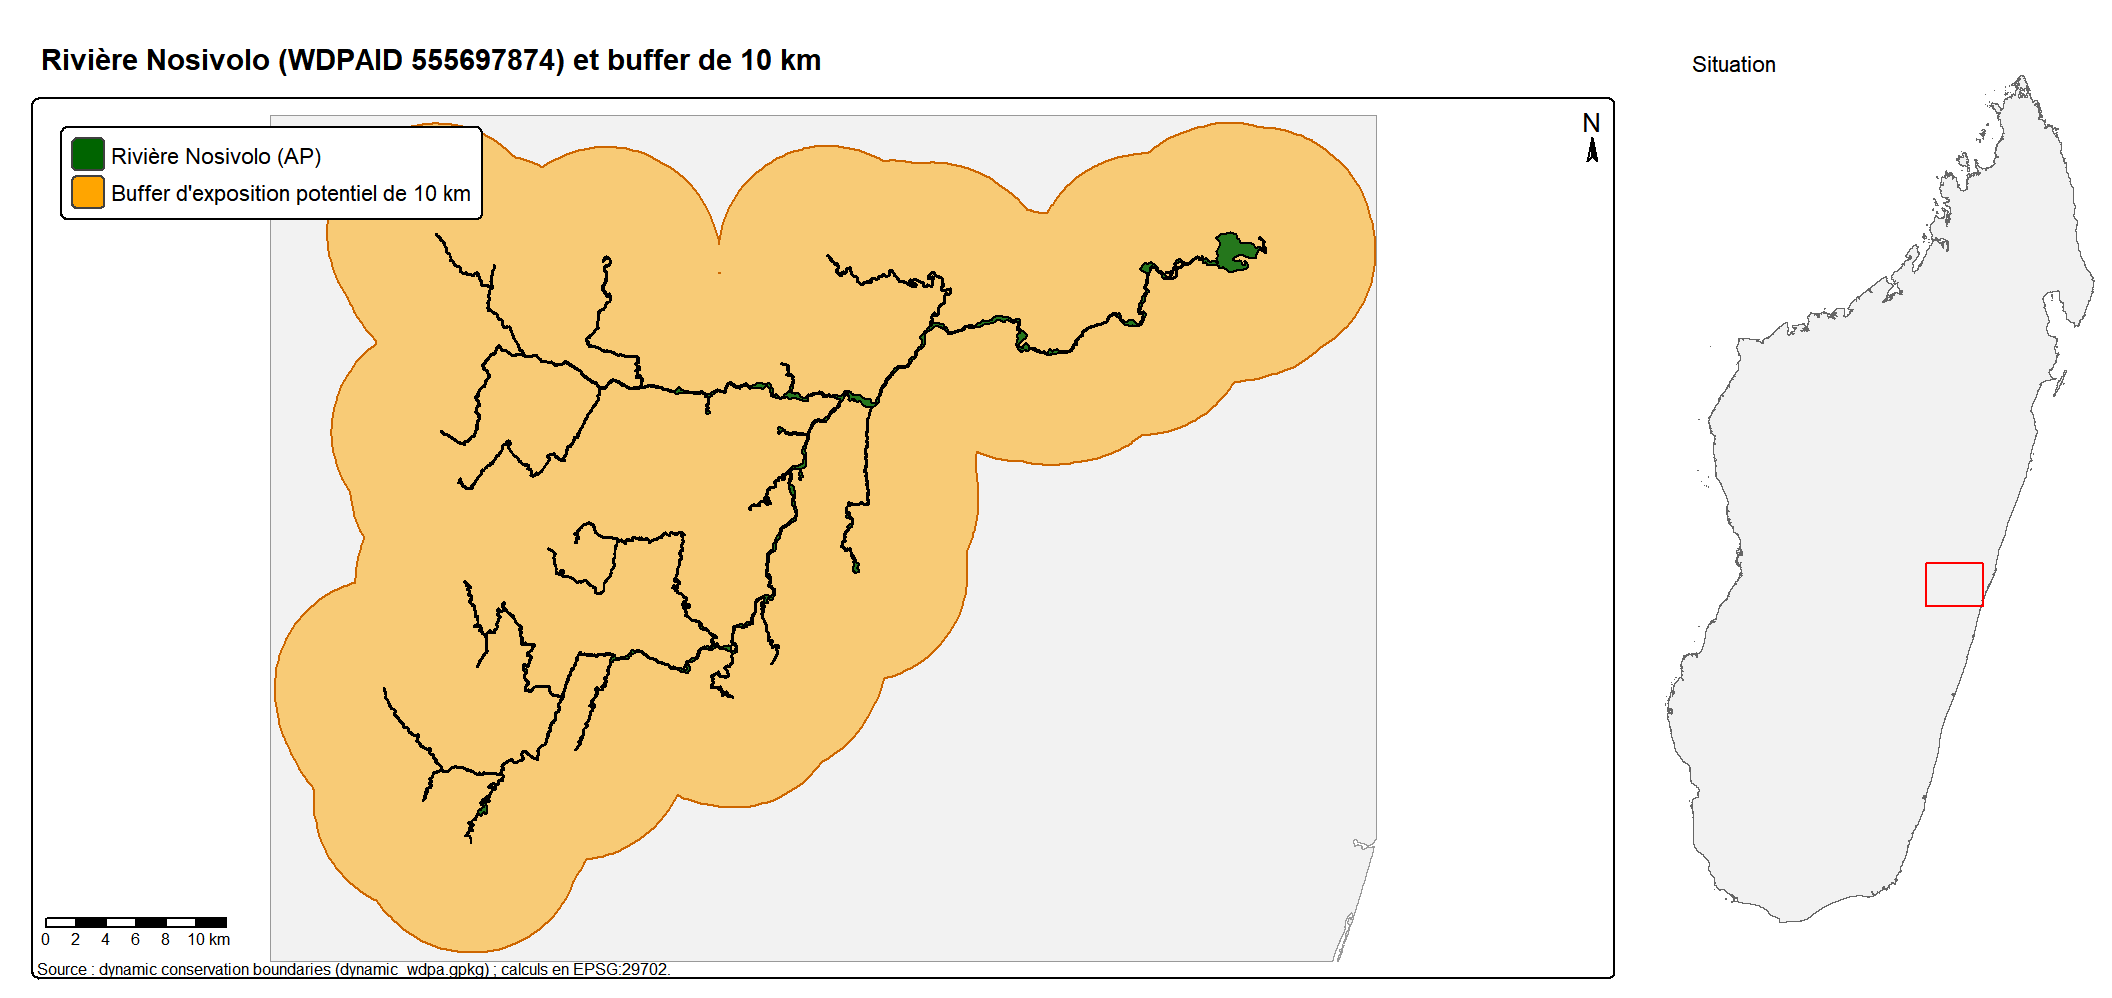 Rivière Nosivolo (WDPAID 555697874) et buffer de 10 km
Situation
N
Rivière Nosivolo (AP)
Buffer d'exposition potentiel de 10 km
0 2 4 6 8 10 km
Source : dynamic conservation boundaries (dynamic_wdpa.gpkg) ; calculs en EPSG:29702.